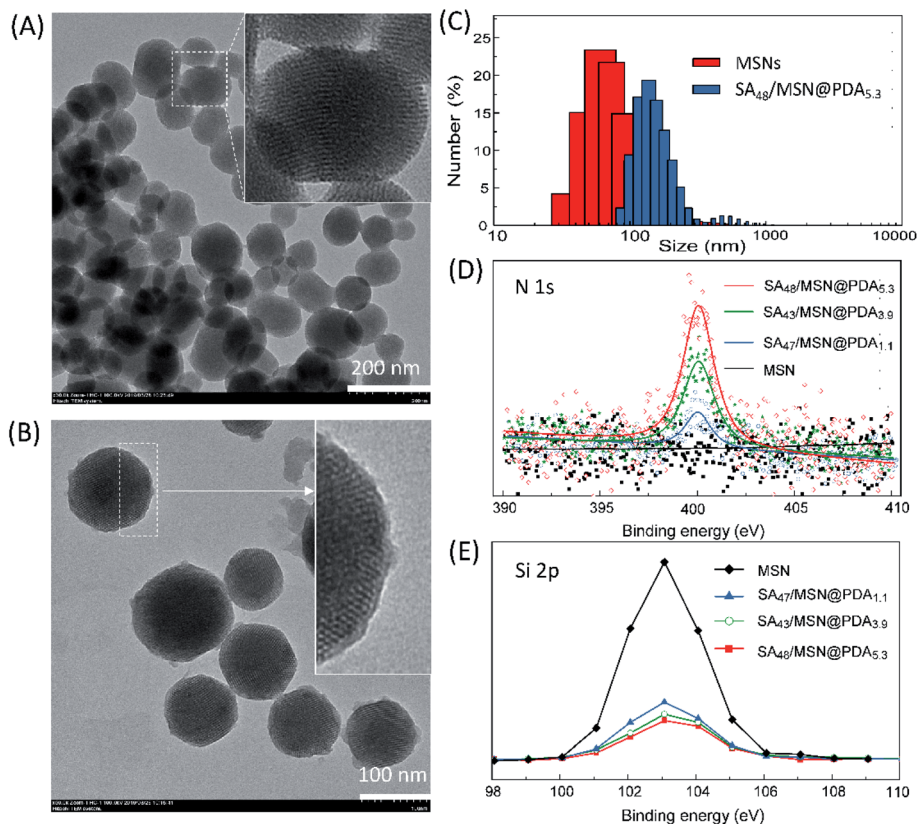 (A)
200 nm
(B)
100 nm
(C)
MSNs
SA48/MSN@PDA5.3
Number (%)
25
20
15
10
5
0
10
100
1000
10000
Size (nm)
(D)
N 1s
SA48/MSN@PDA5.3
SA43/MSN@PDA3.9
SA47/MSN@PDA1.1
MSN
390
395
400
405
410
Binding energy (eV)
(E)
Si 2p
MSN
SA47/MSN@PDA1.1
SA43/MSN@PDA3.9
SA48/MSN@PDA5.3
98
100
102
104
106
108
110
Binding energy (eV)